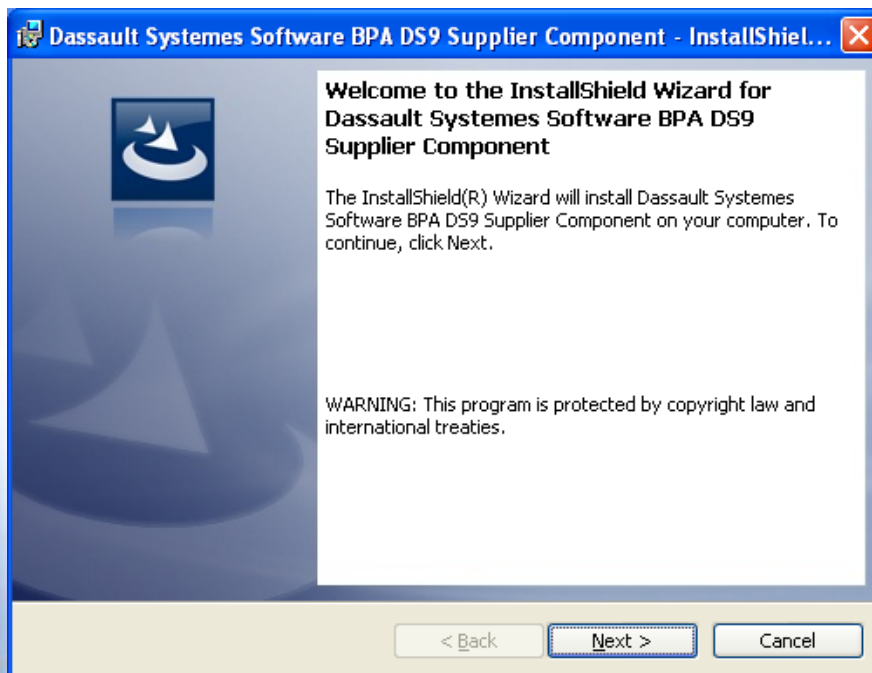 Dassault Systemes Software BPA DS9 Supplier Component - InstallShiel...
Welcome to the InstallShield Wizard for
Dassault Systemes Software BPA DS9
Supplier Component
The InstallShield(R) Wizard will install Dassault Systemes
Software BPA DS9 Supplier Component on your computer. To
continue, click Next.
WARNING: This program is protected by copyright law and
international treaties.
< Back
Next >
Cancel